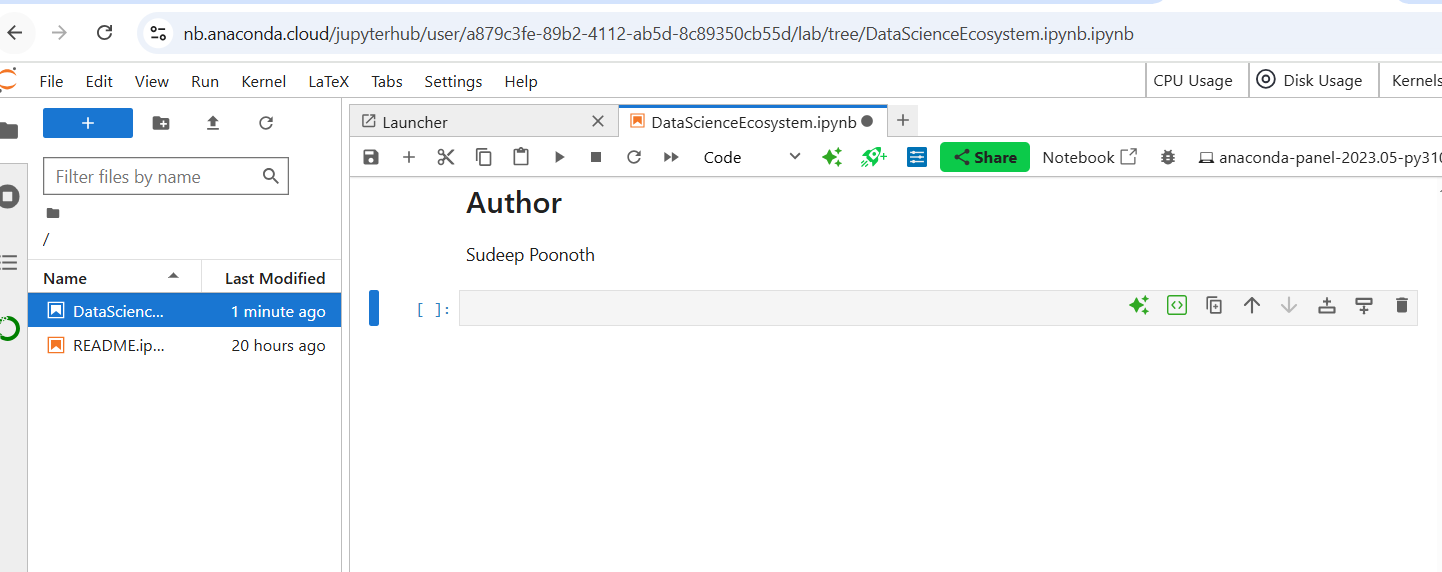 nb.anaconda.cloud/jupyterhub/user/a879c3fe-89b2-4112-ab5d-8c89350cb55d/lab/tree/DataScienceEcosystem.ipynb.ipynb
File Edit View Run Kernel LaTeX Tabs Settings Help CPU Usage Disk Usage Kernels
Launcher DataScienceEcosystem.ipynb
Code Share Notebook anaconda-panel-2023.05-py310
Filter files by name
/
Name Last Modified
DataScienc... 1 minute ago
README.ip... 20 hours ago
Author
Sudeep Poonoth
[ ]: